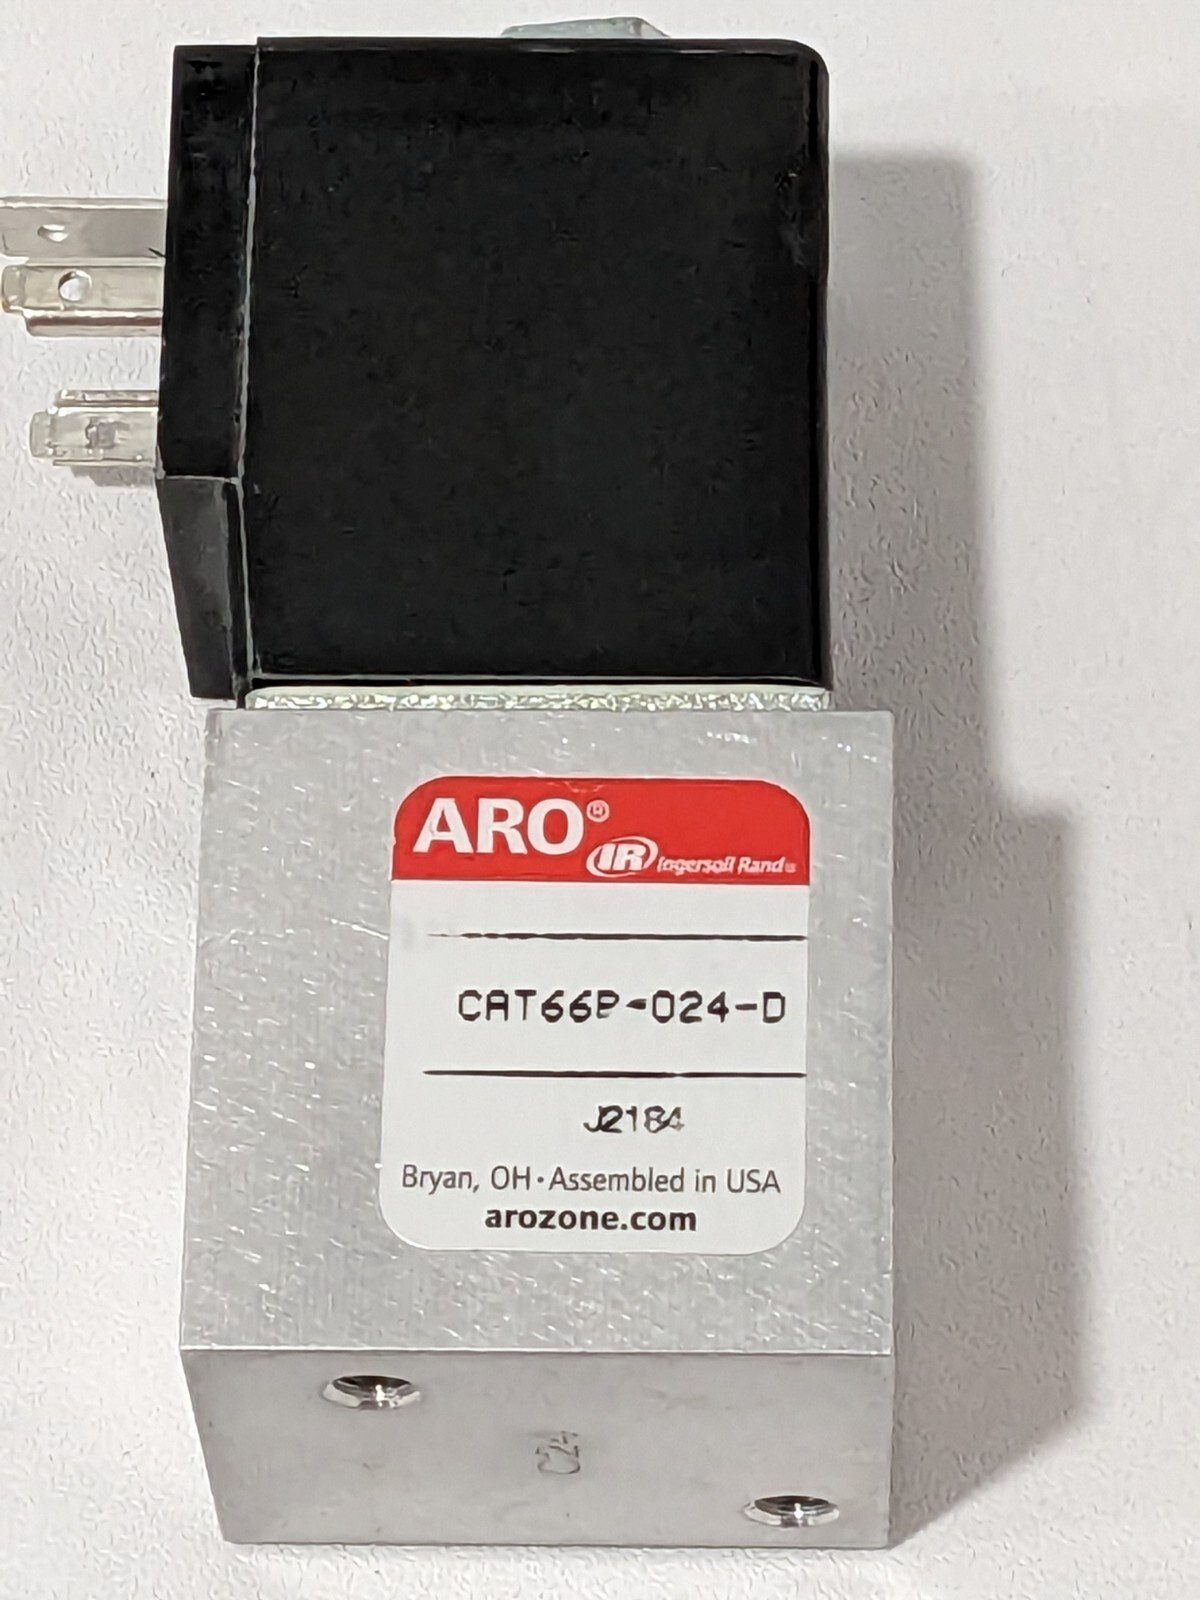 ARO®
IR Ingersoll Rand
CAT66P-024-D
J2184
Bryan, OH • Assembled in USA
arozone.com